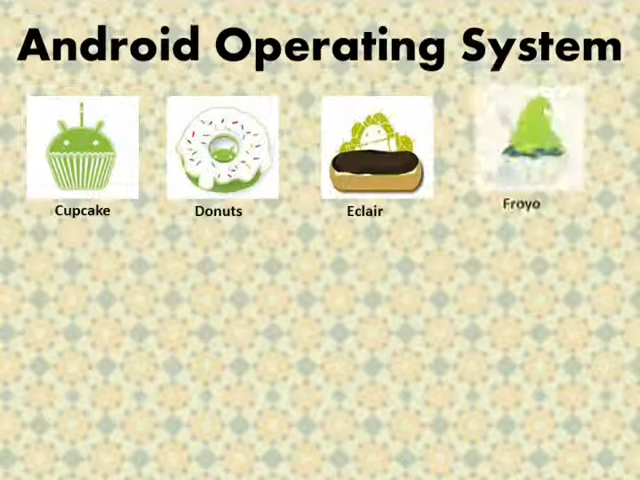 Android Operating System
Cupcake
Donuts
Eclair
Froyo